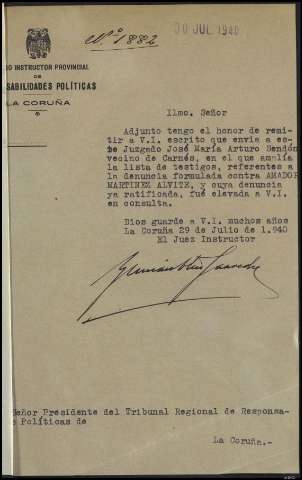 Nº 1882
30 JUL 1940
O INSTRUCTOR PROVINCIAL
DE
SABILIDADES POLÍTICAS
LA CORUÑA
Ilmo. Señor
Adjunto tengo el honor de remi-
tir a V.I. escrito que envia a es-
te Juzgado José María Arturo Sendón
vecino de Carnés, en el que amplía
la lista de testigos, referentes a
la denuncia formulada contra AMADOR
MARTINEZ ALVITE, y cuya denuncia
ya ratificada, fué elevada a V.I.
en consulta.
Dios guarde a V.I. muchos años
La Coruña 29 de Julio de 1.940
El Juez Instructor
Señor Presidente del Tribunal Regional de Responsa-
s Políticas de
La Coruña.-